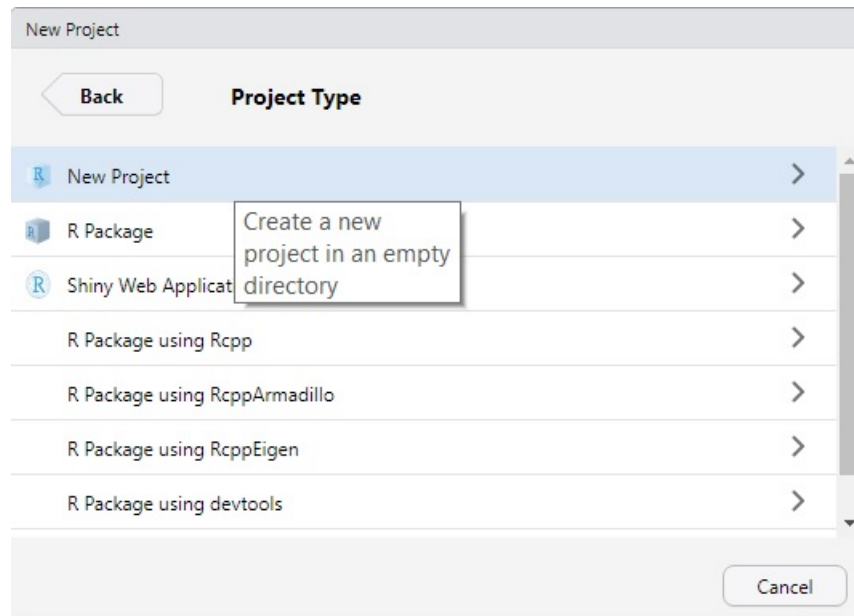 New Project
Back
Project Type
New Project
R Package
Create a new
project in an empty
directory
Shiny Web Applicat
R Package using Rcpp
R Package using RcppArmadillo
R Package using RcppEigen
R Package using devtools
Cancel